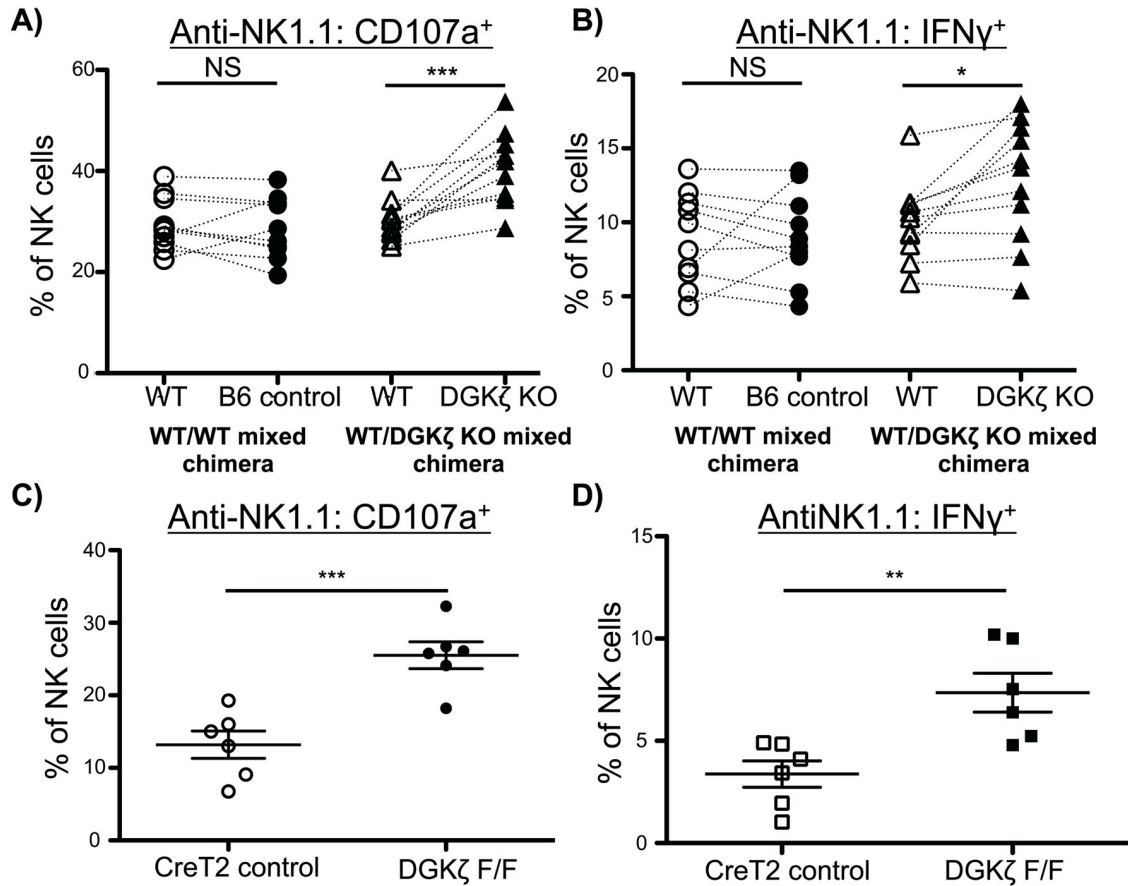 A)
Anti-NK1.1: CD107a+
% of NK cells
60
40
20
0
NS
***
WT
B6 control
WT
DGKζ KO
WT/WT mixed
chimera
WT/DGKζ KO mixed
chimera
B)
Anti-NK1.1: IFNγ+
% of NK cells
20
15
10
5
0
NS
*
WT
B6 control
WT
DGKζ KO
WT/WT mixed
chimera
WT/DGKζ KO mixed
chimera
C)
Anti-NK1.1: CD107a+
% of NK cells
40
30
20
10
0
***
CreT2 control
DGKζ F/F
D)
AntiNK1.1: IFNγ+
% of NK cells
15
10
5
0
**
CreT2 control
DGKζ F/F